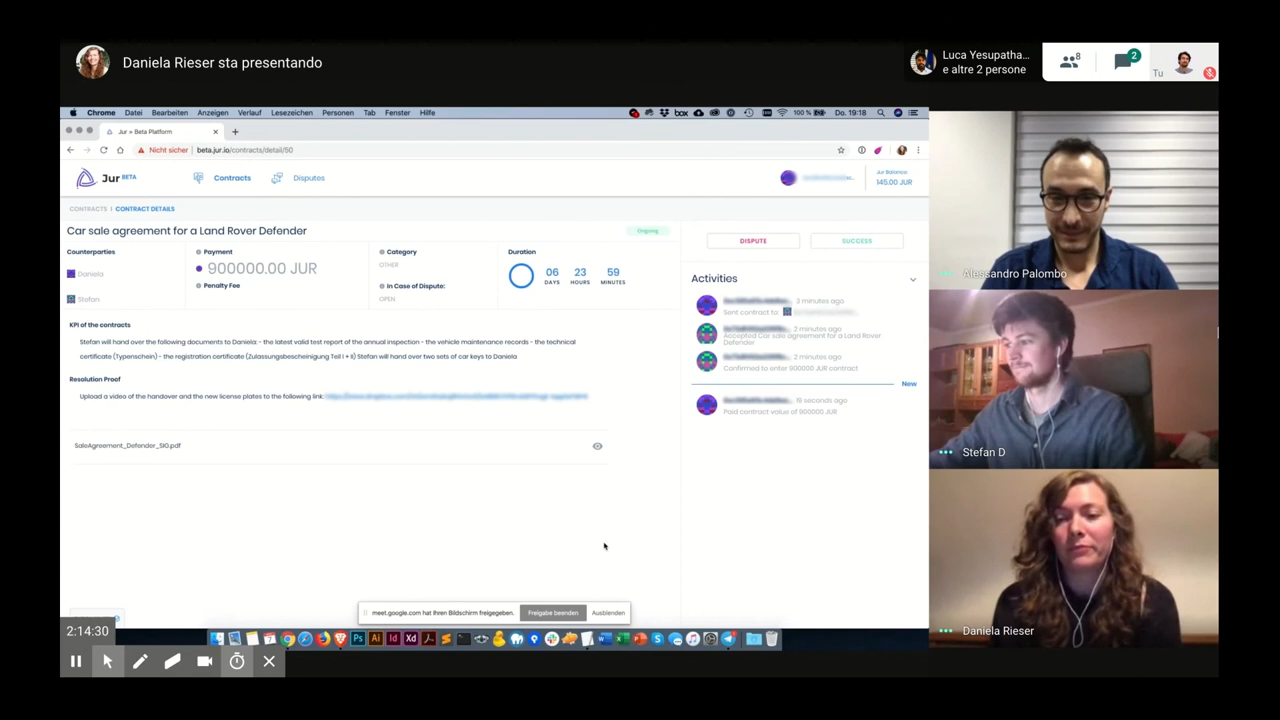 Daniela Rieser sta presentando
Luca Yesupatha...
e altre 2 persone
8
2
Tu
Chrome Datei Bearbeiten Anzeigen Verlauf Lesezeichen Personen Tab Fenster Hilfe
box
100 %
Do. 19:18
Jur » Beta Platform
Nicht sicher
beta.jur.io/contracts/detail/50
Jur BETA
Contracts
Disputes
Jur Balance
145.00 JUR
CONTRACTS
CONTRACT DETAILS
Car sale agreement for a Land Rover Defender
Ongoing
Counterparties
Daniela
Stefan
Payment
900000.00 JUR
Penalty Fee
Category
OTHER
In Case of Dispute:
OPEN
Duration
06 23 59
DAYS HOURS MINUTES
KPI of the contracts
Stefan will hand over the following documents to Daniela: - the latest valid test report of the annual inspection - the vehicle maintenance records - the technical
certificate (Typenschein) - the registration certificate (Zulassungsbescheinigung Teil I + II) Stefan will hand over two sets of car keys to Daniela
Resolution Proof
Upload a video of the handover and the new license plates to the following link:
SaleAgreement_Defender_SIG.pdf
DISPUTE
SUCCESS
Activities
3 minutes ago
Sent contract to:
2 minutes ago
Accepted Car sale agreement for a Land Rover
Defender
2 minutes ago
Confirmed to enter 900000 JUR contract
New
19 seconds ago
Paid contract value of 900000 JUR
Alessandro Palombo
Stefan D
Daniela Rieser
meet.google.com hat Ihren Bildschirm freigegeben.
Freigabe beenden
Ausblenden
Ps Ai Id Xd
2:14:30